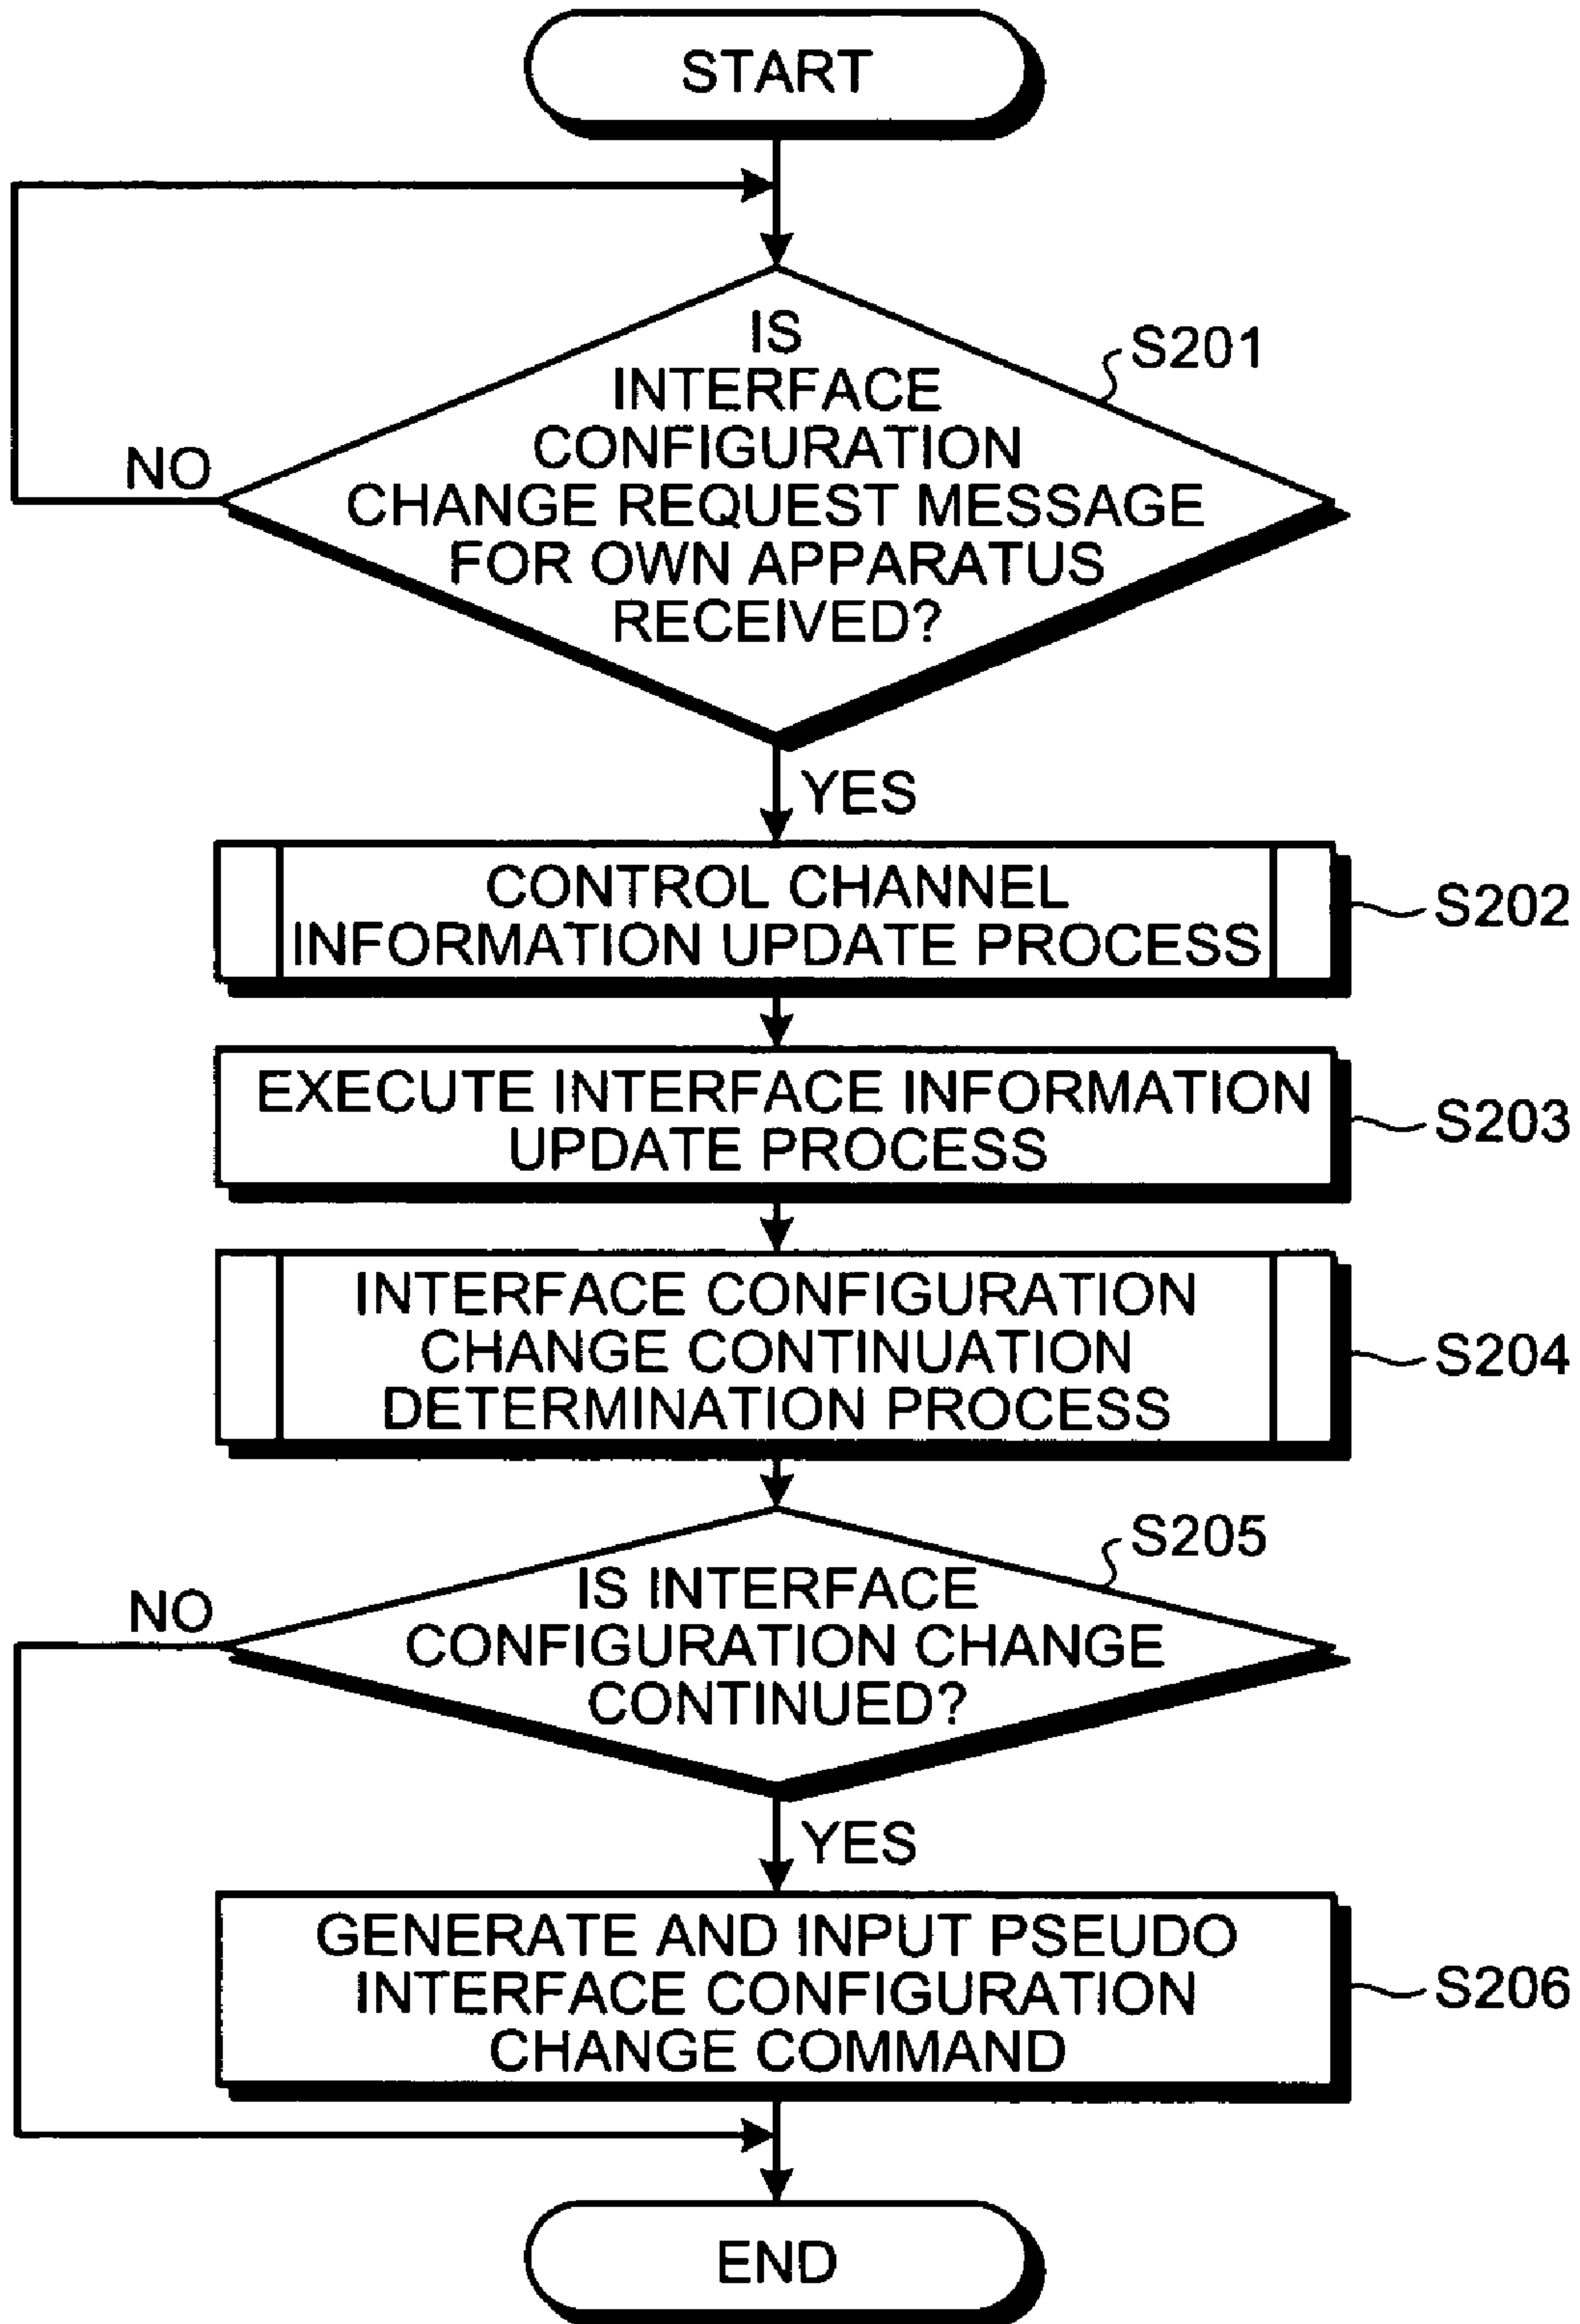 START
IS
INTERFACE
CONFIGURATION
CHANGE REQUEST MESSAGE
FOR OWN APPARATUS
RECEIVED?
S201
NO
YES
CONTROL CHANNEL
INFORMATION UPDATE PROCESS
S202
EXECUTE INTERFACE INFORMATION
UPDATE PROCESS
S203
INTERFACE CONFIGURATION
CHANGE CONTINUATION
DETERMINATION PROCESS
S204
IS INTERFACE
CONFIGURATION CHANGE
CONTINUED?
S205
NO
YES
GENERATE AND INPUT PSEUDO
INTERFACE CONFIGURATION
CHANGE COMMAND
S206
END